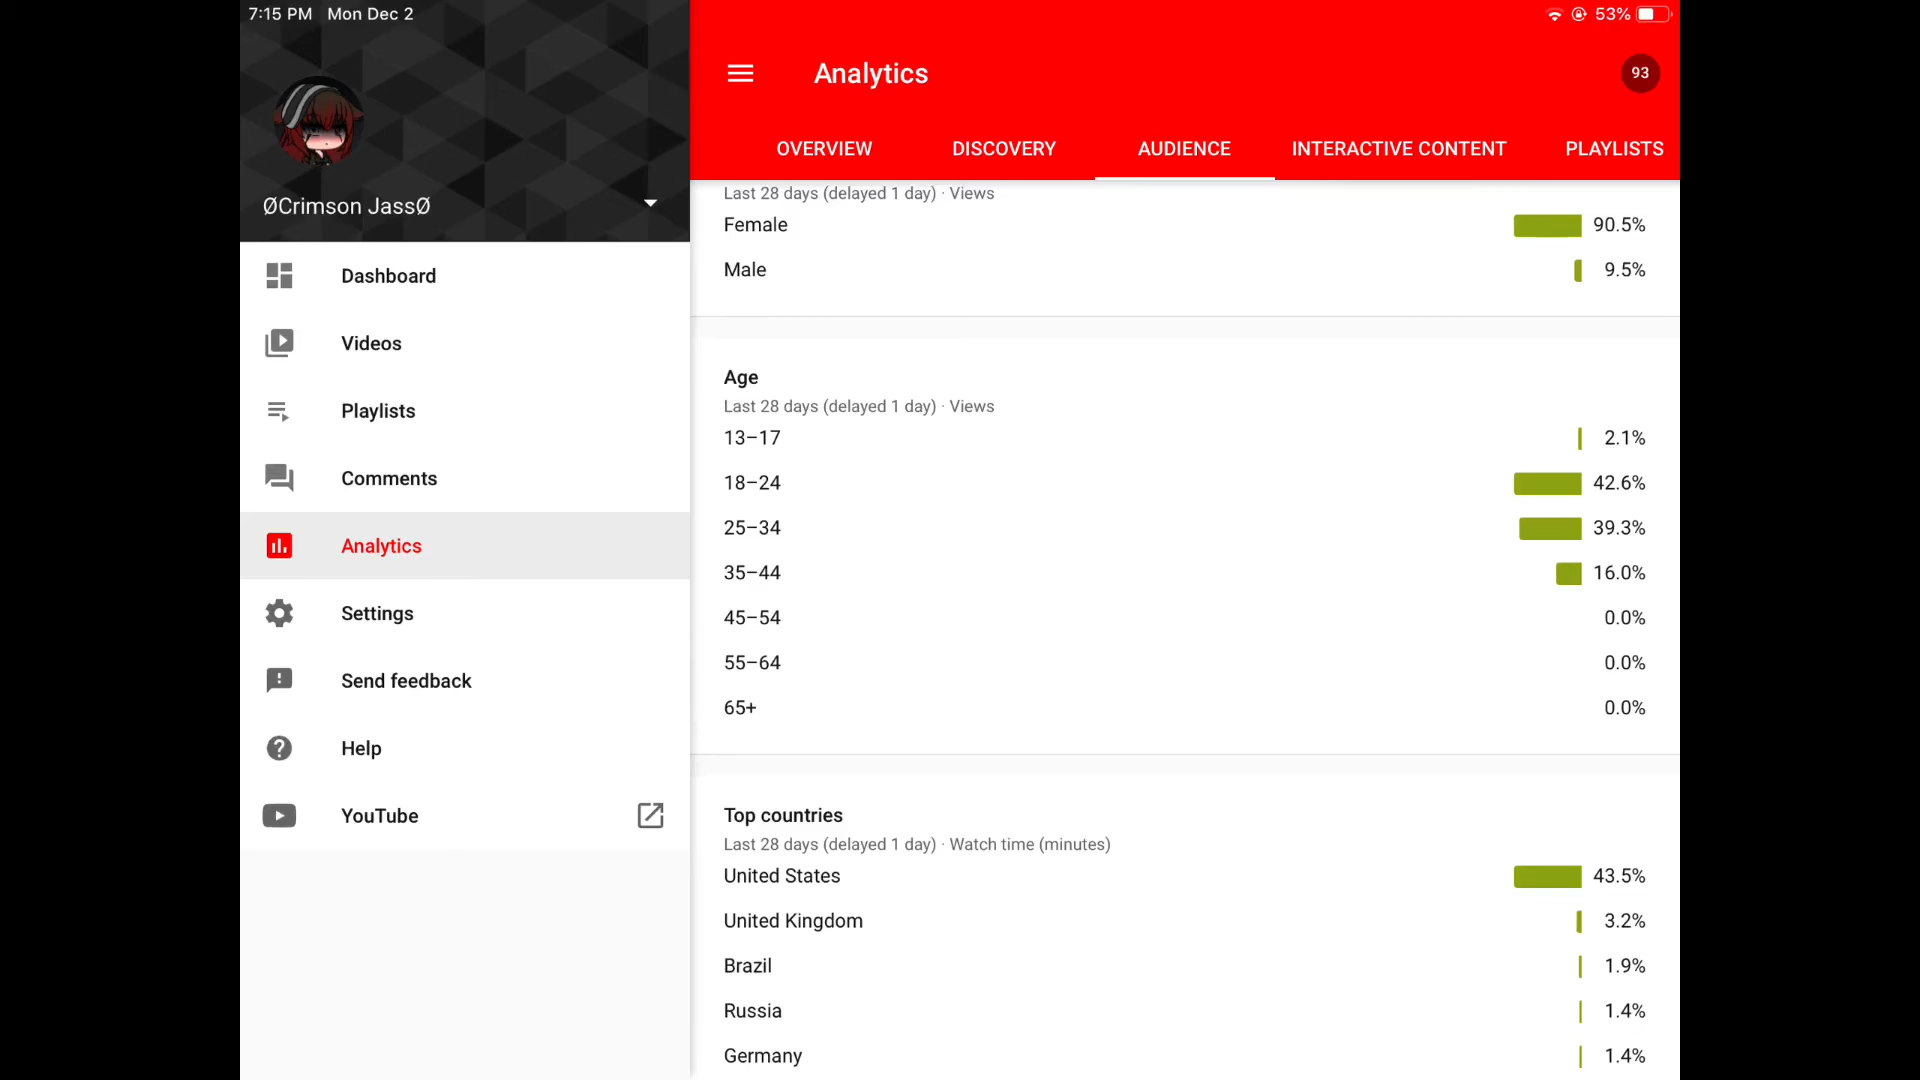 7:15 PM Mon Dec 2
53%
ØCrimson JassØ
Dashboard
Videos
Playlists
Comments
Analytics
Settings
Send feedback
Help
YouTube
Analytics
93
OVERVIEW DISCOVERY AUDIENCE INTERACTIVE CONTENT PLAYLISTS
Last 28 days (delayed 1 day) · Views
Female 90.5%
Male 9.5%
Age
Last 28 days (delayed 1 day) · Views
13–17 2.1%
18–24 42.6%
25–34 39.3%
35–44 16.0%
45–54 0.0%
55–64 0.0%
65+ 0.0%
Top countries
Last 28 days (delayed 1 day) · Watch time (minutes)
United States 43.5%
United Kingdom 3.2%
Brazil 1.9%
Russia 1.4%
Germany 1.4%